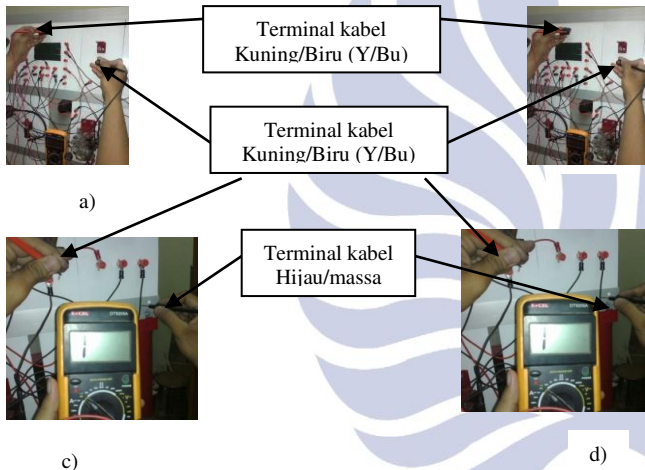 Terminal kabel
Kuning/Biru (Y/Bu)
Terminal kabel
Kuning/Biru (Y/Bu)
a)
Terminal kabel
Hijau/massa
c)
d)